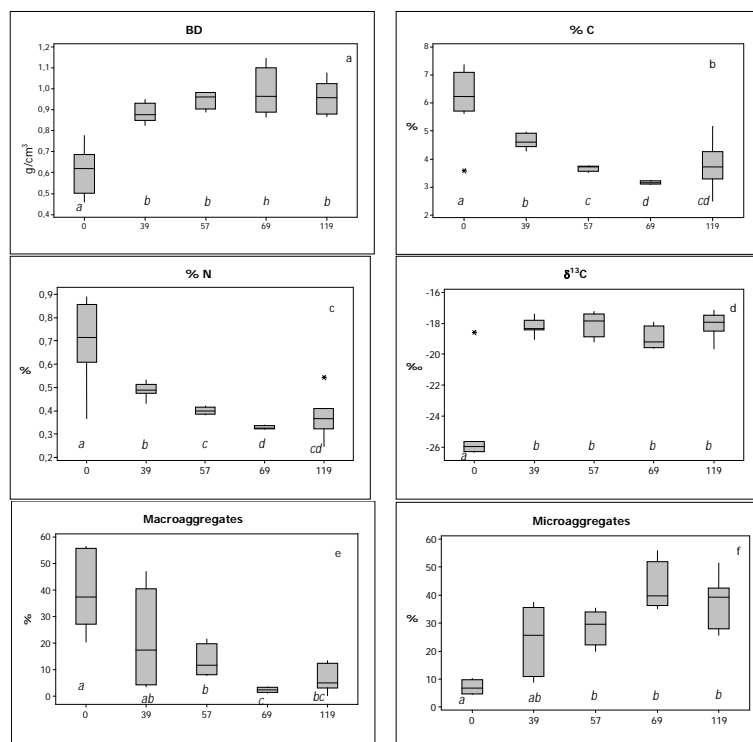 BD
a
1,2
1,1
1,0
0,9
0,8
0,7
0,6
0,5
0,4
g/cm³
a b b h b
0 39 57 69 119
% C
b
8
7
6
5
4
3
2
%
a b c d cd
0 39 57 69 119
% N
c
0,9
0,8
0,7
0,6
0,5
0,4
0,3
0,2
%
a b c d cd
0 39 57 69 119
δ¹³C
d
-16
-18
-20
-22
-24
-26
‰
a b b b b
0 39 57 69 119
Macroaggregates
e
60
50
40
30
20
10
0
%
a ab b c bc
0 39 57 69 119
Microaggregates
f
60
50
40
30
20
10
0
%
a ab b b b
0 39 57 69 119